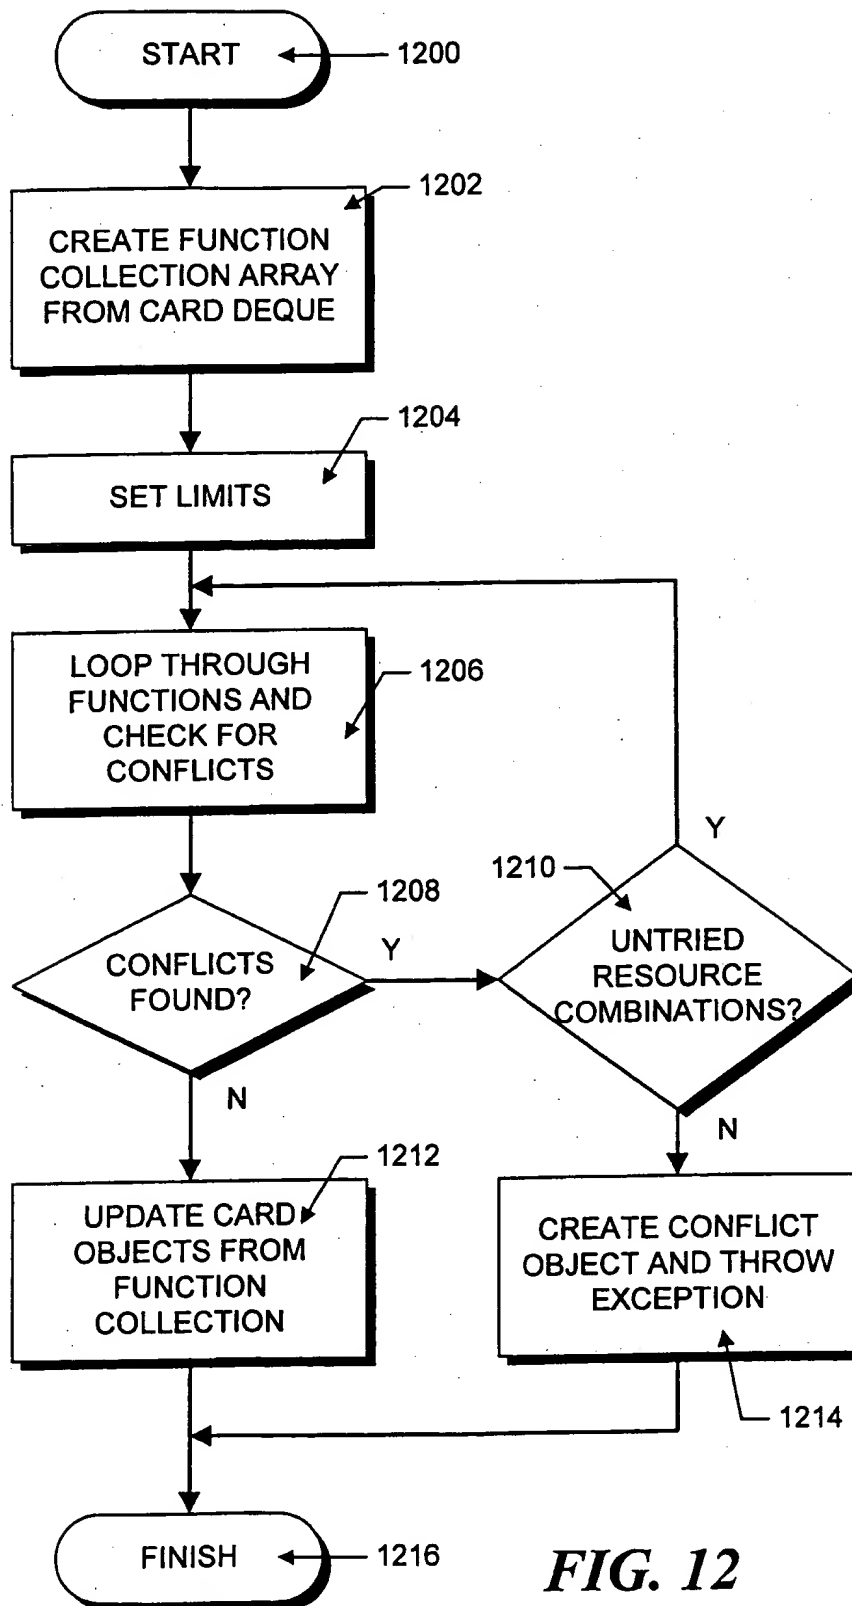 START
1200
1202
CREATE FUNCTION
COLLECTION ARRAY
FROM CARD DEQUE
1204
SET LIMITS
LOOP THROUGH
FUNCTIONS AND
CHECK FOR
CONFLICTS
1206
1208
CONFLICTS
FOUND?
Y
N
1210
UNTRIED
RESOURCE
COMBINATIONS?
Y
N
1212
UPDATE CARD
OBJECTS FROM
FUNCTION
COLLECTION
CREATE CONFLICT
OBJECT AND THROW
EXCEPTION
1214
FINISH
1216
FIG. 12